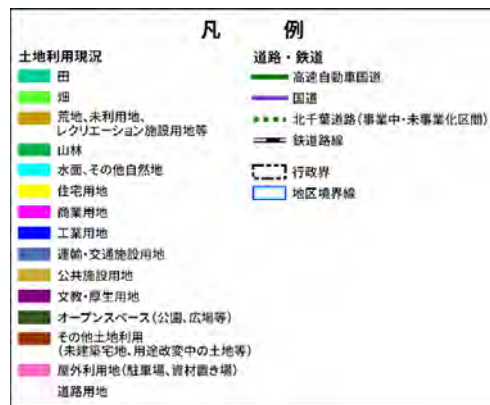 凡 例
土地利用現況
田
畑
荒地、未利用地、
レクリエーション施設用地等
山林
水面、その他自然地
住宅用地
商業用地
工業用地
運輸・交通施設用地
公共施設用地
文教・厚生用地
オープンスペース(公園、広場等)
その他土地利用
(未建築宅地、用途改変中の土地等)
屋外利用地(駐車場、資材置き場)
道路用地
道路・鉄道
高速自動車国道
国道
北千葉道路(事業中・未事業化区間)
鉄道路線
行政界
地区境界線